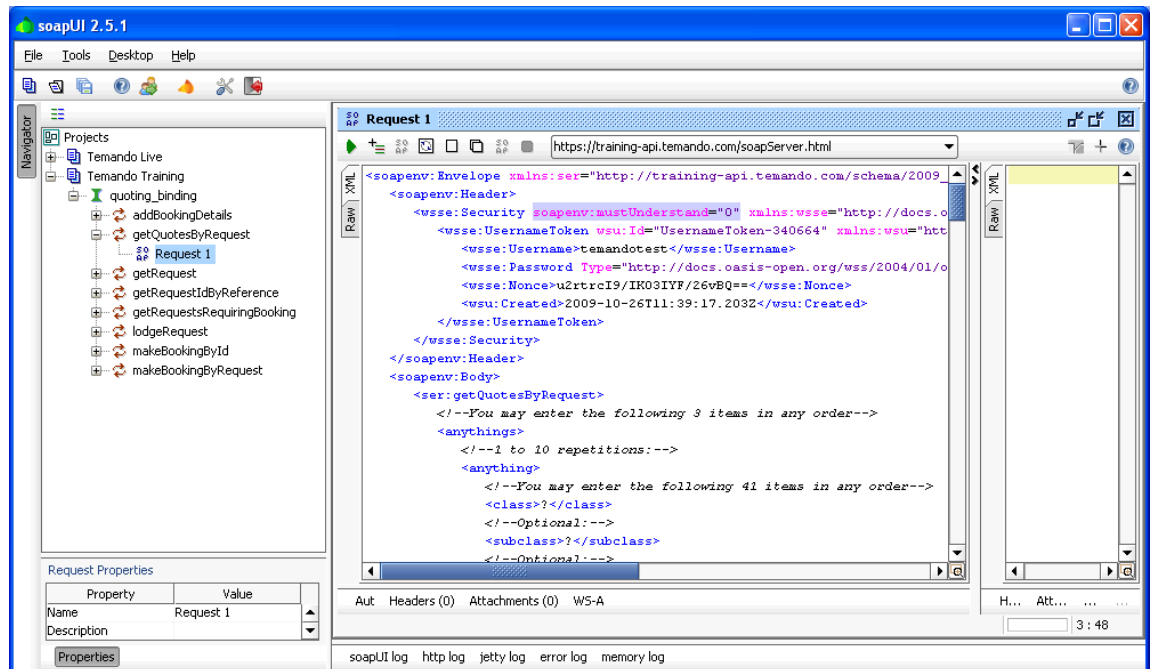 soapUI 2.5.1
File Tools Desktop Help
Navigator
Projects
Temando Live
Temando Training
quoting_binding
addBookingDetails
getQuotesByRequest
Request 1
getRequest
getRequestIdByReference
getRequestsRequiringBooking
lodgeRequest
makeBookingById
makeBookingByRequest
Request Properties
Property Value
Name Request 1
Description
Properties
SO AP Request 1
https://training-api.temando.com/soapServer.html
XML
Raw
<soapenv:Envelope xmlns:ser="http://training-api.temando.com/schema/2009_
<soapenv:Header>
<wsse:Security soapenv:mustUnderstand="0" xmlns:wsse="http://docs.o
<wsse:UsernameToken wsu:Id="UsernameToken-340664" xmlns:wsu="htt
<wsse:Username>temandotest</wsse:Username>
<wsse:Password Type="http://docs.oasis-open.org/wss/2004/01/o
<wsse:Nonce>u2rtrcI9/IK03IYF/26vBQ==</wsse:Nonce>
<wsu:Created>2009-10-26T11:39:17.203Z</wsu:Created>
</wsse:UsernameToken>
</wsse:Security>
</soapenv:Header>
<soapenv:Body>
<ser:getQuotesByRequest>
<!--You may enter the following 3 items in any order-->
<anythings>
<!--1 to 10 repetitions:-->
<anything>
<!--You may enter the following 41 items in any order-->
<class>?</class>
<!--Optional:-->
<subclass>?</subclass>
<!--Optional:-->
XML
Raw
Aut Headers (0) Attachments (0) WS-A
H... Att... ... ...
3 : 48
soapUI log http log jetty log error log memory log